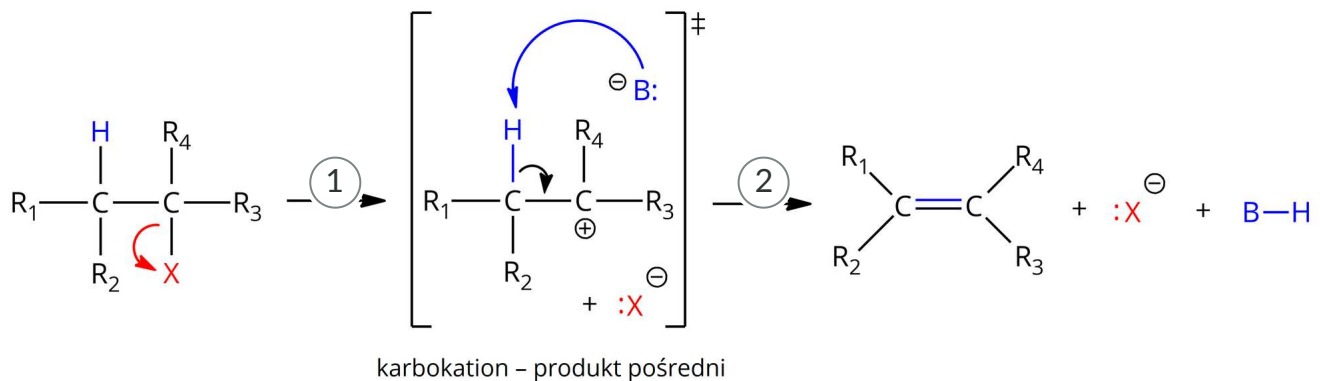 H R₄
R₁ C C R₃
R₂ X
1
‡
⊖ B:
H R₄
R₁ C C R₃
⊕
R₂
+ :X ⊖
2
R₁ R₄
C C
R₂ R₃
+ :X ⊖ + B H
karbokation – produkt pośredni